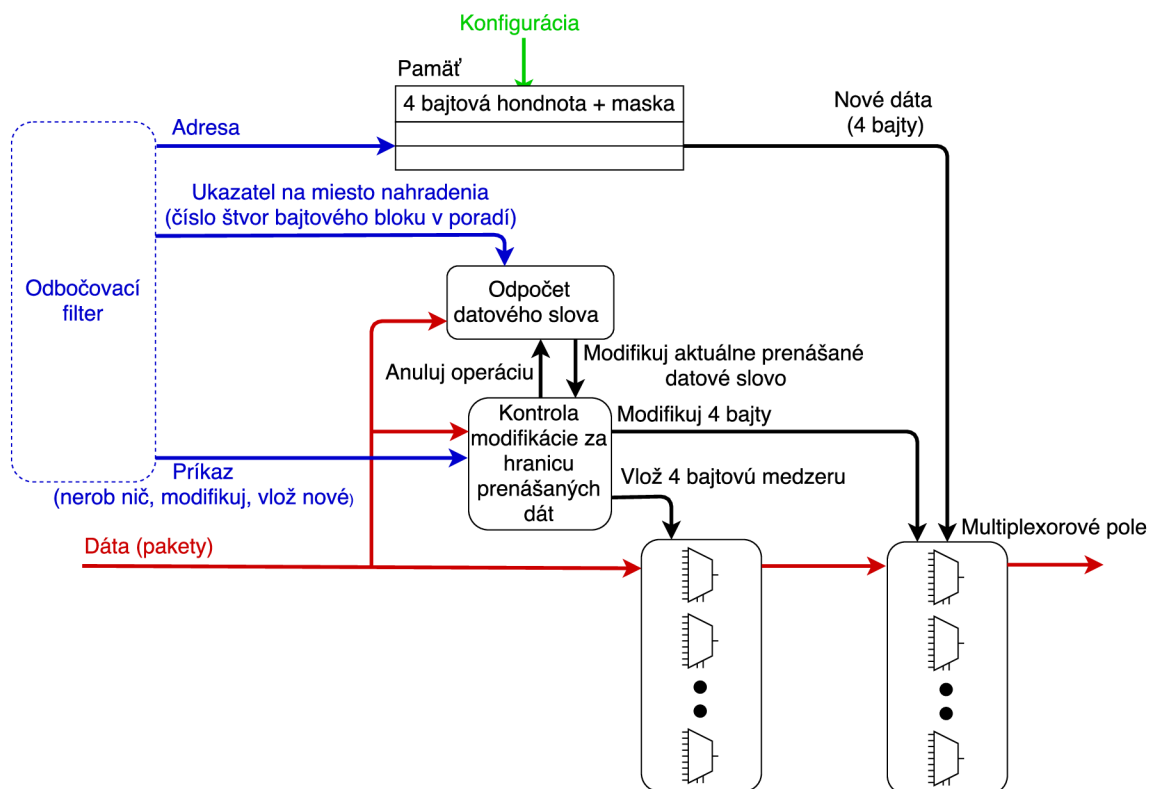 Konfigurácia
Pamäť
4 bajtová hondnota + maska
Nové dáta
(4 bajty)
Adresa
Ukazatel na miesto nahradenia
(číslo štvor bajtového bloku v poradí)
Odbočovací
filter
Odpočet
datového slova
Anuluj operáciu
Modifikuj aktuálne prenášané
datové slovo
Kontrola
modifikácie za
hranicu
prenášaných
dát
Modifikuj 4 bajty
Príkaz
(nerob nič, modifikuj, vlož nové)
Vlož 4 bajtovú medzeru
Dáta (pakety)
Multiplexorové pole